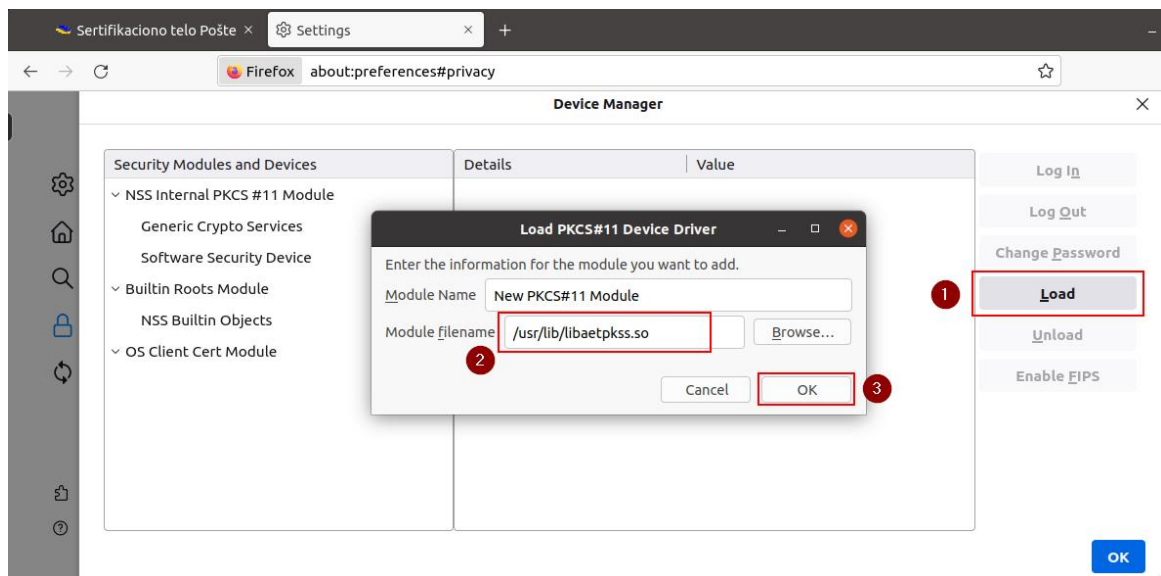 Sertifikaciono telo Pošte × Settings × +
Firefox about:preferences#privacy
Device Manager
Security Modules and Devices
Details Value
NSS Internal PKCS #11 Module
Generic Crypto Services
Software Security Device
Builtin Roots Module
NSS Builtin Objects
OS Client Cert Module
Load PKCS#11 Device Driver
Enter the information for the module you want to add.
Module Name New PKCS#11 Module
Module filename /usr/lib/libaetpkss.so Browse...
2
Cancel OK 3
Log In
Log Out
Change Password
1 Load
Unload
Enable FIPS
OK